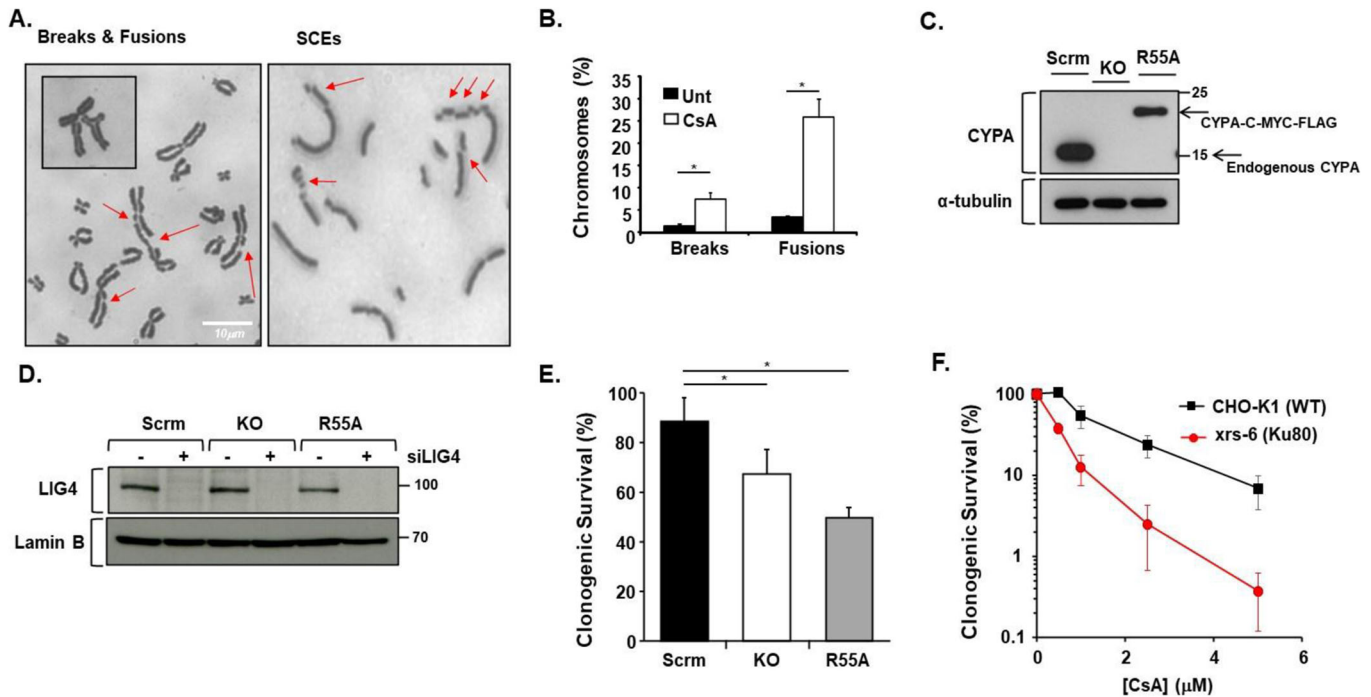 A.
Breaks & Fusions
SCEs
10µm
B.
Chromosomes (%)
35
30
25
20
15
10
5
0
Unt
CsA
*
*
Breaks
Fusions
C.
Scrm
KO
R55A
CYPA
25
CYPA-C-MYC-FLAG
15
Endogenous CYPA
α-tubulin
D.
Scrm
KO
R55A
- + - + - + siLIG4
LIG4
100
Lamin B
70
E.
Clonogenic Survival (%)
100
80
60
40
20
0
*
*
Scrm
KO
R55A
F.
Clonogenic Survival (%)
100
10
1
0.1
CHO-K1 (WT)
xrs-6 (Ku80)
0
2
4
6
[CsA] (µM)